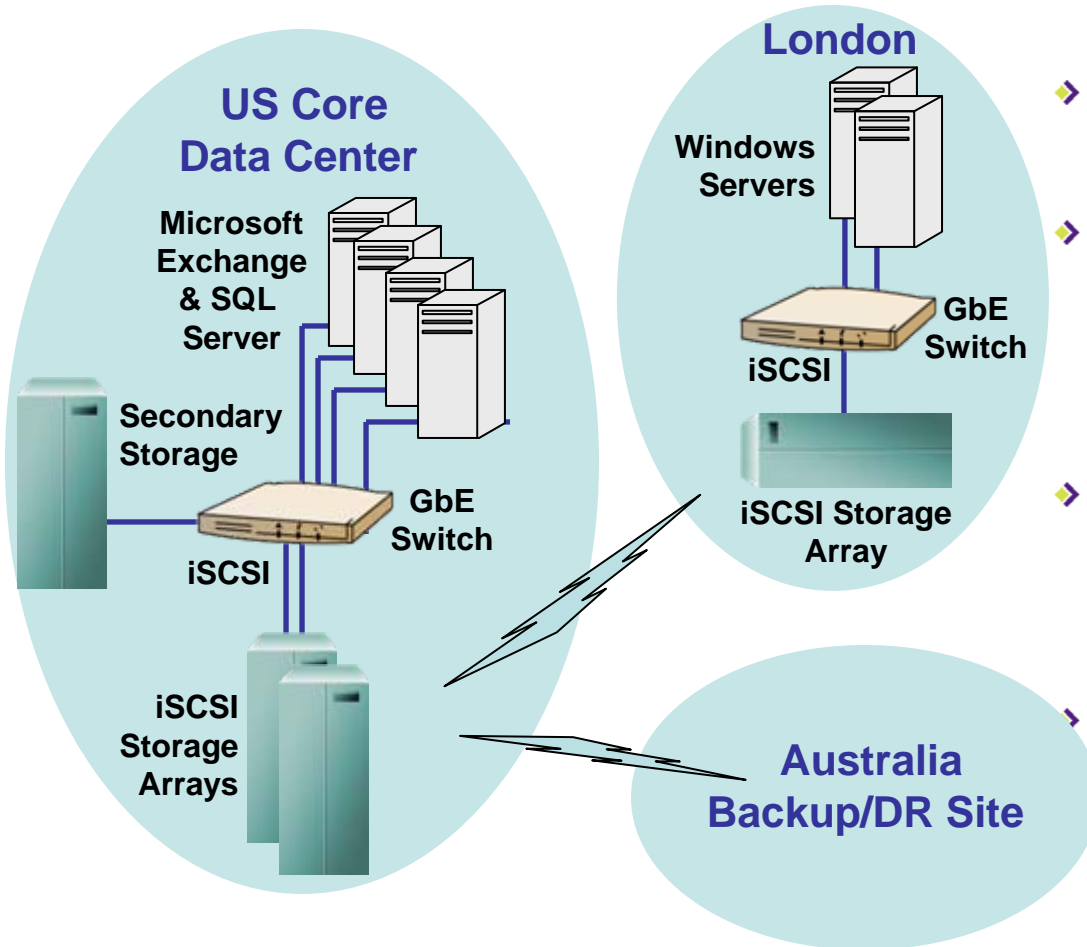 US Core
Data Center
Microsoft
Exchange
& SQL
Server
Secondary
Storage
GbE
Switch
iSCSI
iSCSI
Storage
Arrays
London
Windows
Servers
GbE
Switch
iSCSI
iSCSI Storage
Array
Australia
Backup/DR Site